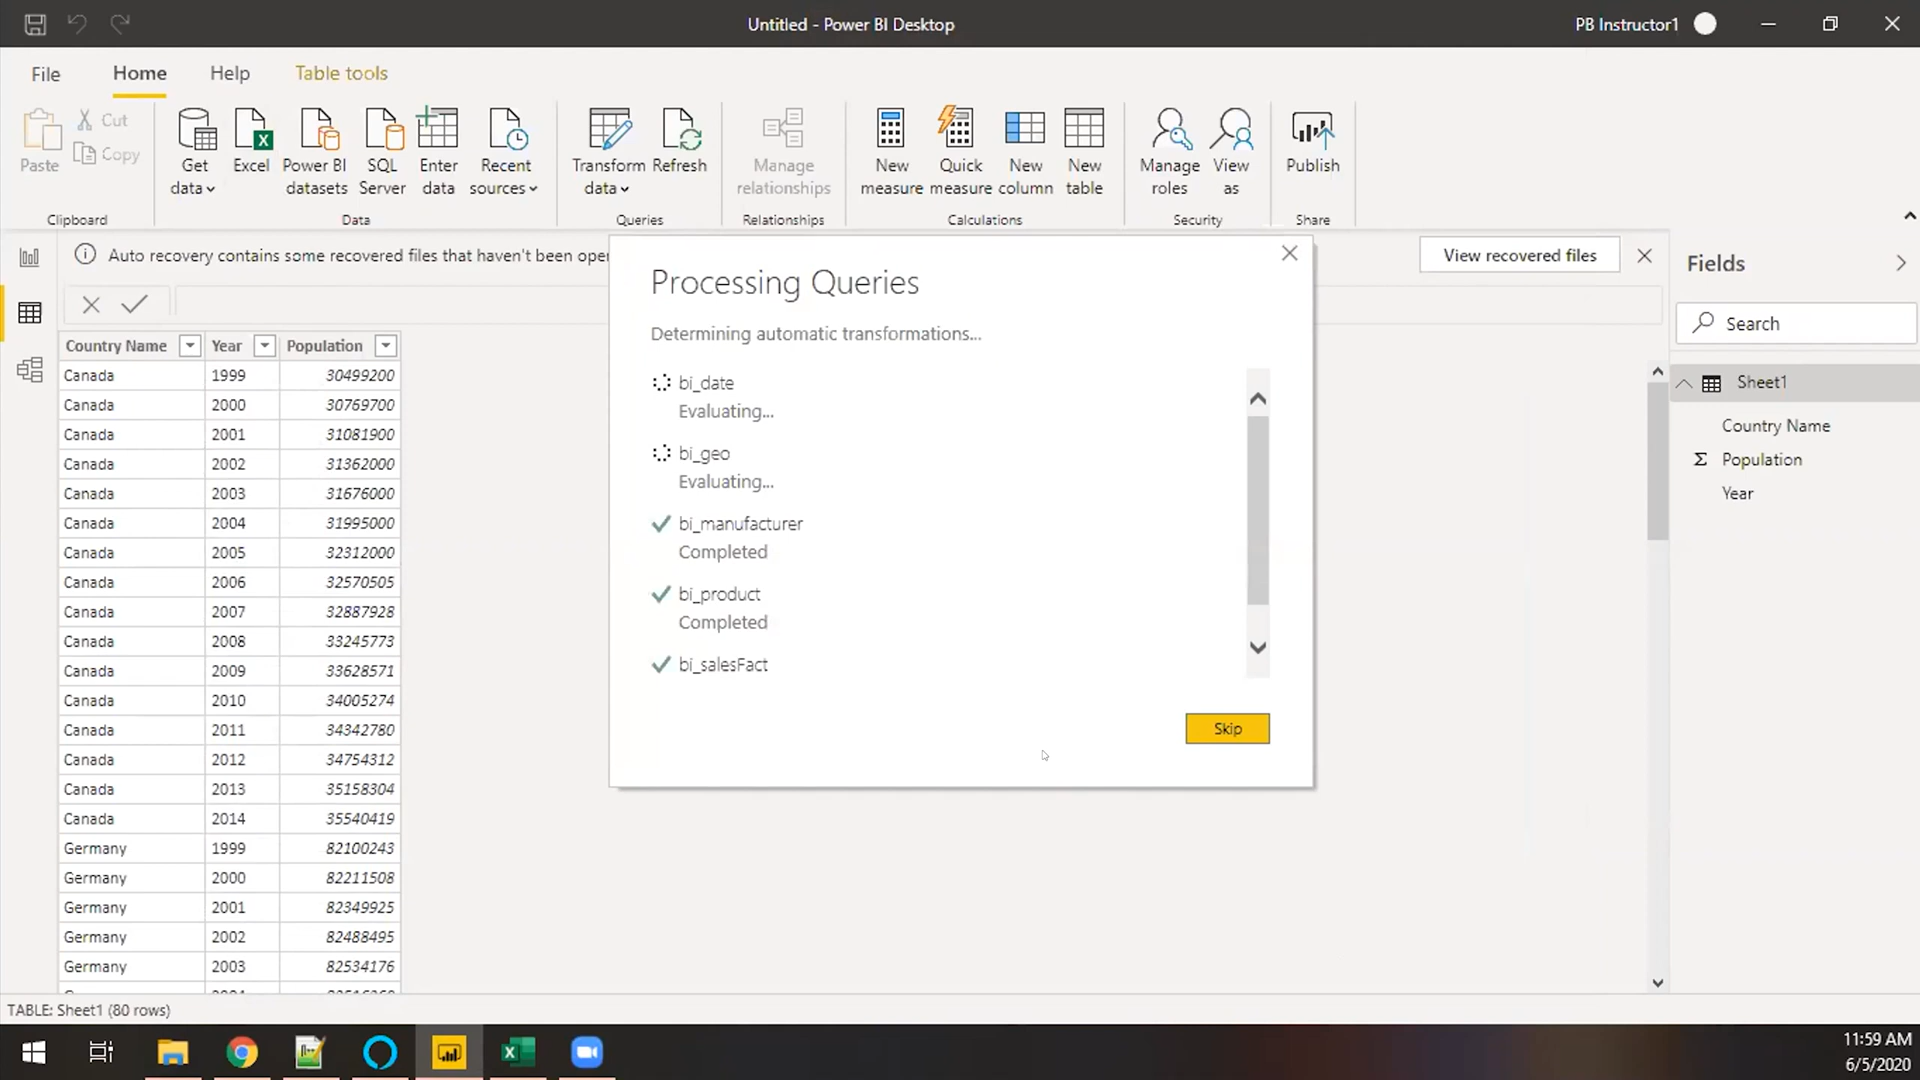 Untitled - Power BI Desktop
PB Instructor1
File
Home
Help
Table tools
Paste
Cut
Copy
Clipboard
Get data
Excel
Power BI datasets
SQL Server
Enter data
Recent sources
Data
Transform data
Refresh
Queries
Manage relationships
Relationships
New measure
Quick measure
New column
New table
Calculations
Manage roles
View as
Security
Publish
Share
Auto recovery contains some recovered files that haven't been ope
View recovered files
Processing Queries
Determining automatic transformations...
bi_date
Evaluating...
bi_geo
Evaluating...
bi_manufacturer
Completed
bi_product
Completed
bi_salesFact
Skip
Country Name Year Population
Canada 1999 30499200
Canada 2000 30769700
Canada 2001 31081900
Canada 2002 31362000
Canada 2003 31676000
Canada 2004 31995000
Canada 2005 32312000
Canada 2006 32570505
Canada 2007 32887928
Canada 2008 33245773
Canada 2009 33628571
Canada 2010 34005274
Canada 2011 34342780
Canada 2012 34754312
Canada 2013 35158304
Canada 2014 35540419
Germany 1999 82100243
Germany 2000 82211508
Germany 2001 82349925
Germany 2002 82488495
Germany 2003 82534176
Fields
Search
Sheet1
Country Name
Σ Population
Year
TABLE: Sheet1 (80 rows)
11:59 AM
6/5/2020